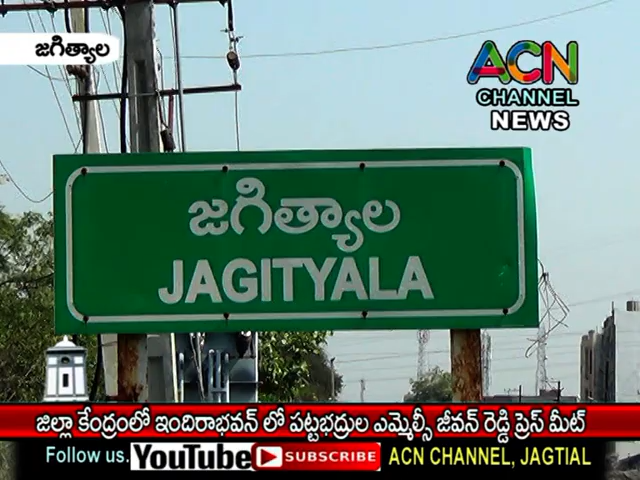 జగిత్యాల
ACN
CHANNEL
NEWS
జగిత్యాల
JAGITYALA
జిల్లా కేంద్రంలో ఇందిరాభవన్ లో పట్టభద్రుల ఎమ్మెల్సీ జీవన్ రెడ్డి ప్రెస్ మీట్
Follow us. YouTube SUBSCRIBE ACN CHANNEL, JAGTIAL